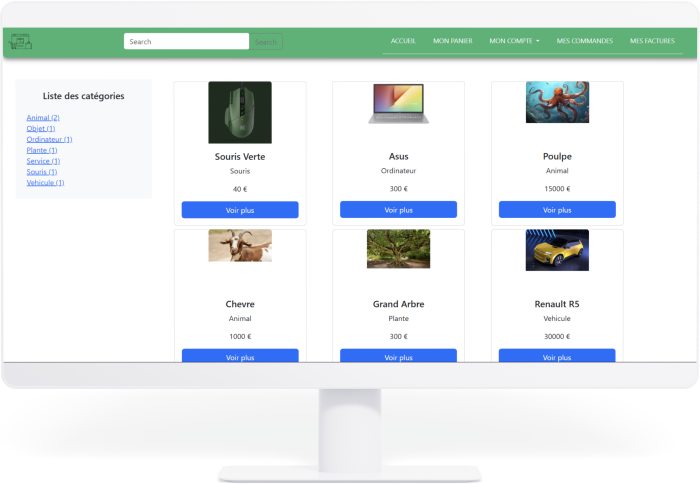 Search
Search
ACCUEIL
MON PANIER
MON COMPTE
MES COMMANDES
MES FACTURES
Liste des catégories
Animal (2)
Objet (1)
Ordinateur (1)
Plante (1)
Service (1)
Souris (1)
Vehicule (1)
Souris Verte
Souris
40 €
Voir plus
Asus
Ordinateur
300 €
Voir plus
Poulpe
Animal
15000 €
Voir plus
Chevre
Animal
1000 €
Voir plus
Grand Arbre
Plante
300 €
Voir plus
Renault R5
Vehicule
30000 €
Voir plus